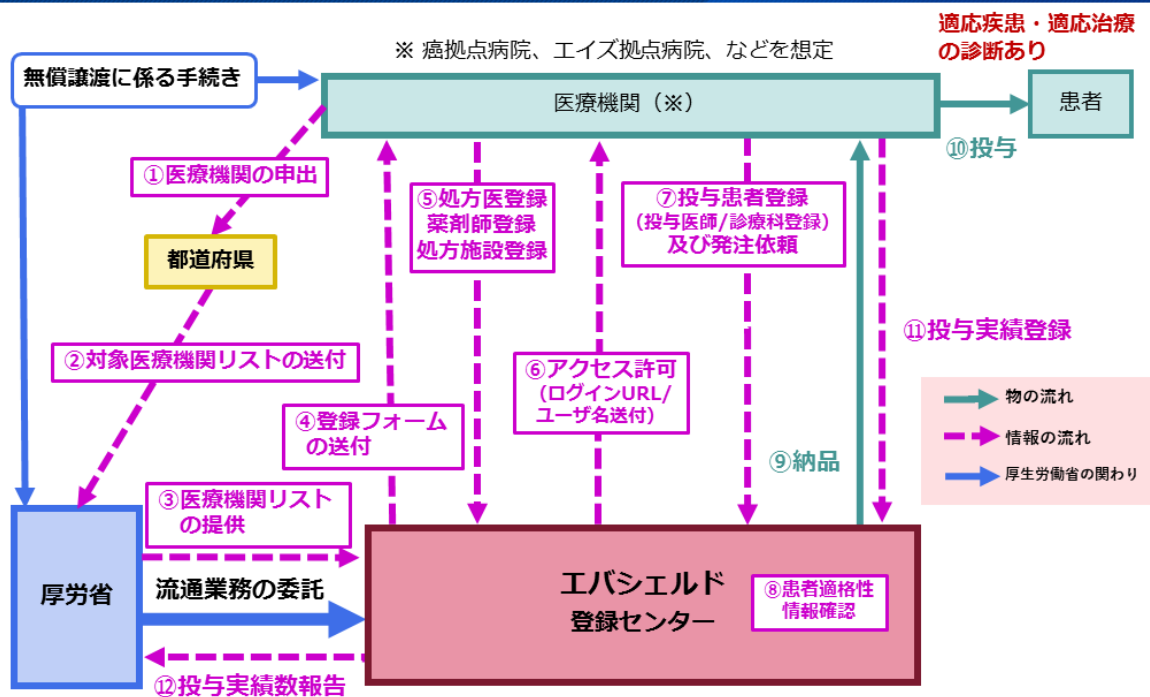 適応疾患・適応治療
の診断あり
※ 癌拠点病院、エイズ拠点病院、などを想定
無償譲渡に係る手続き
医療機関（※）
患者
⑩投与
①医療機関の申出
⑤処方医登録
薬剤師登録
処方施設登録
⑦投与患者登録
(投与医師/診療科登録)
及び発注依頼
都道府県
②対象医療機関リストの送付
⑥アクセス許可
(ログインURL/
ユーザ名送付)
⑪投与実績登録
④登録フォーム
の送付
⑨納品
物の流れ
情報の流れ
厚生労働省の関わり
③医療機関リスト
の提供
厚労省
流通業務の委託
エバシェルド
登録センター
⑧患者適格性
情報確認
⑫投与実績数報告